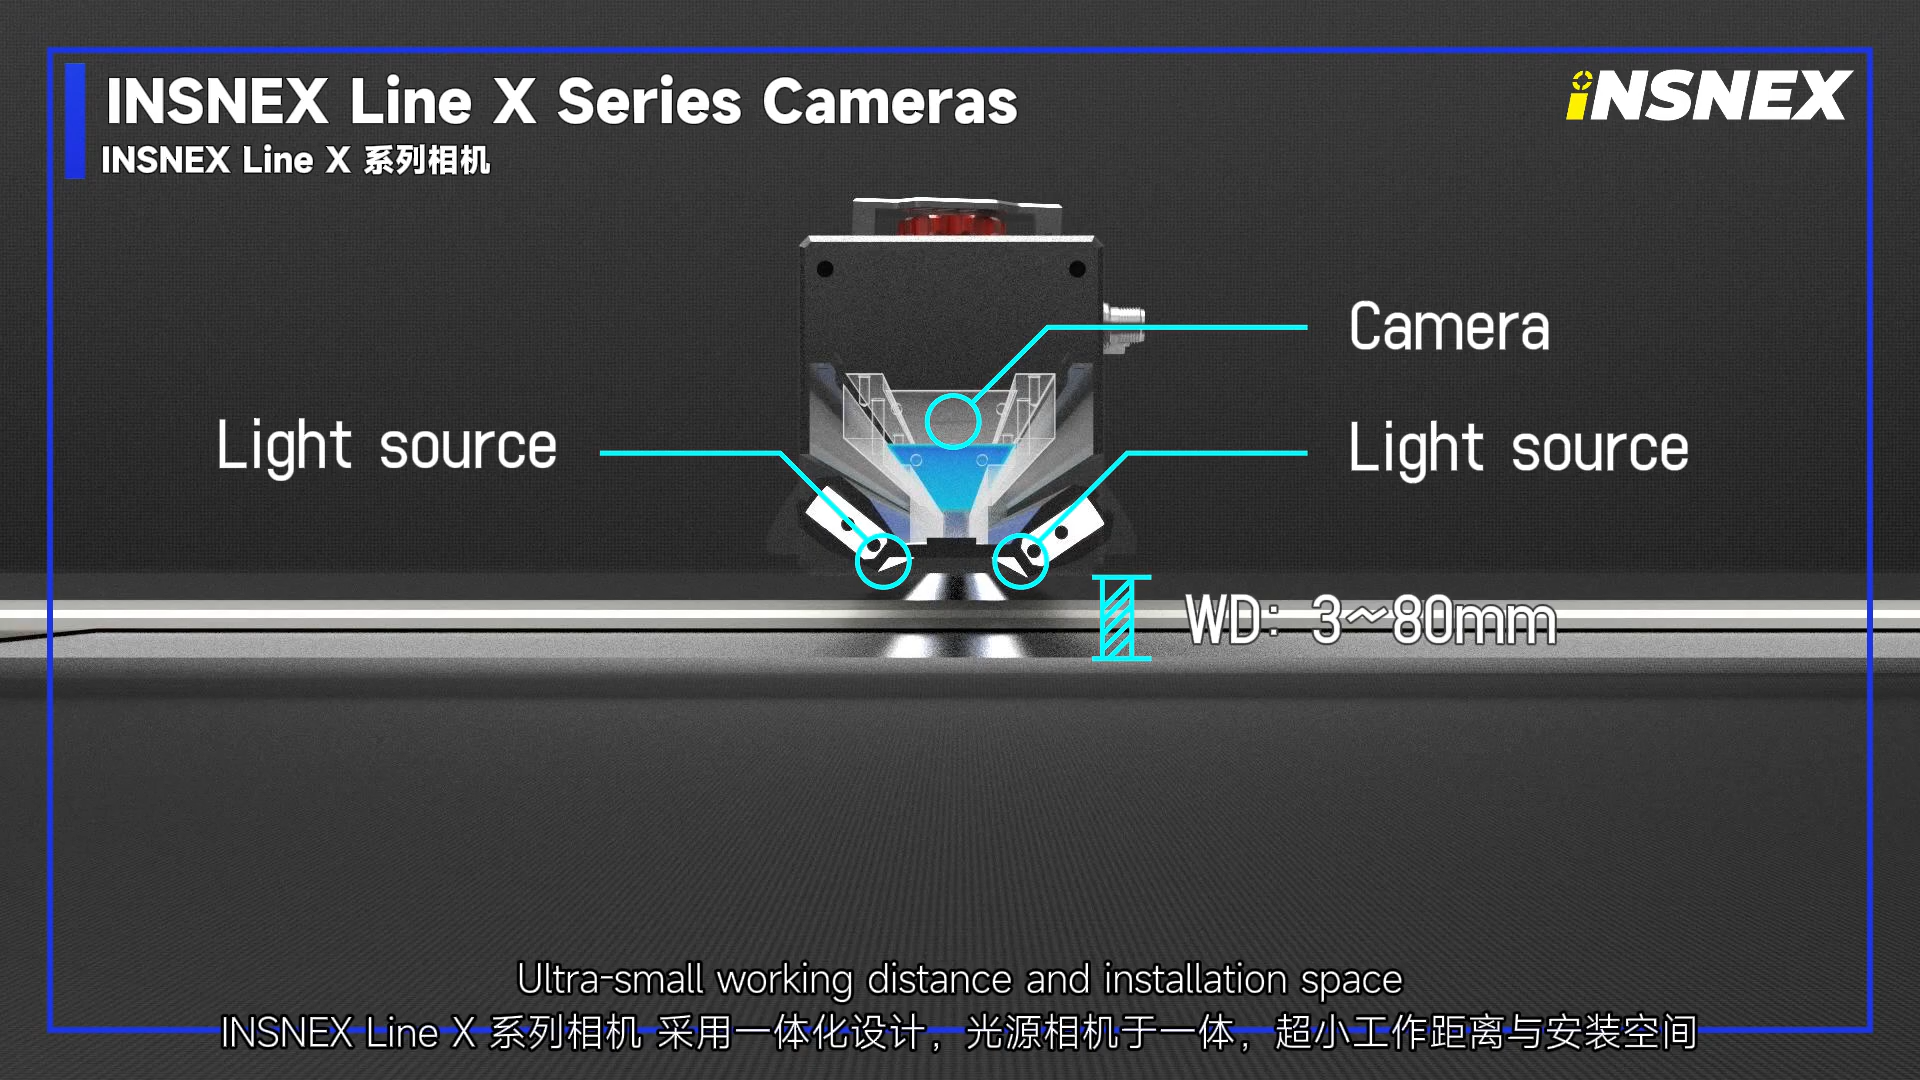 INSNEX Line X Series Cameras
INSNEX Line X 系列相机
iNSNEX
Camera
Light source
Light source
WD: 3~80mm
Ultra-small working distance and installation space
INSNEX Line X 系列相机 采用一体化设计，光源相机于一体，超小工作距离与安装空间